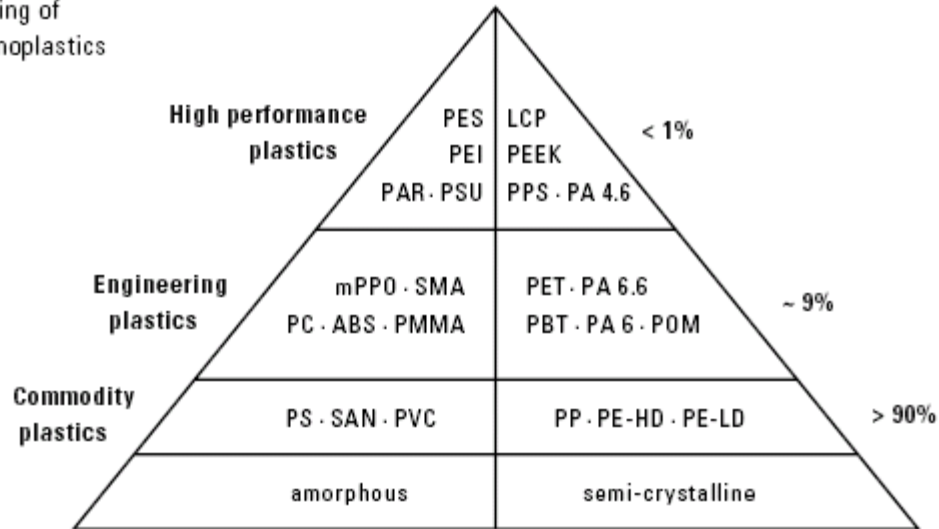 ing of
noplastics
High performance
plastics
PES
LCP
PEI
PEEK
PAR · PSU
PPS · PA 4.6
< 1%
Engineering
plastics
mPPO · SMA
PET · PA 6.6
PC · ABS · PMMA
PBT · PA 6 · POM
~ 9%
Commodity
plastics
PS · SAN · PVC
PP · PE-HD · PE-LD
> 90%
amorphous
semi-crystalline